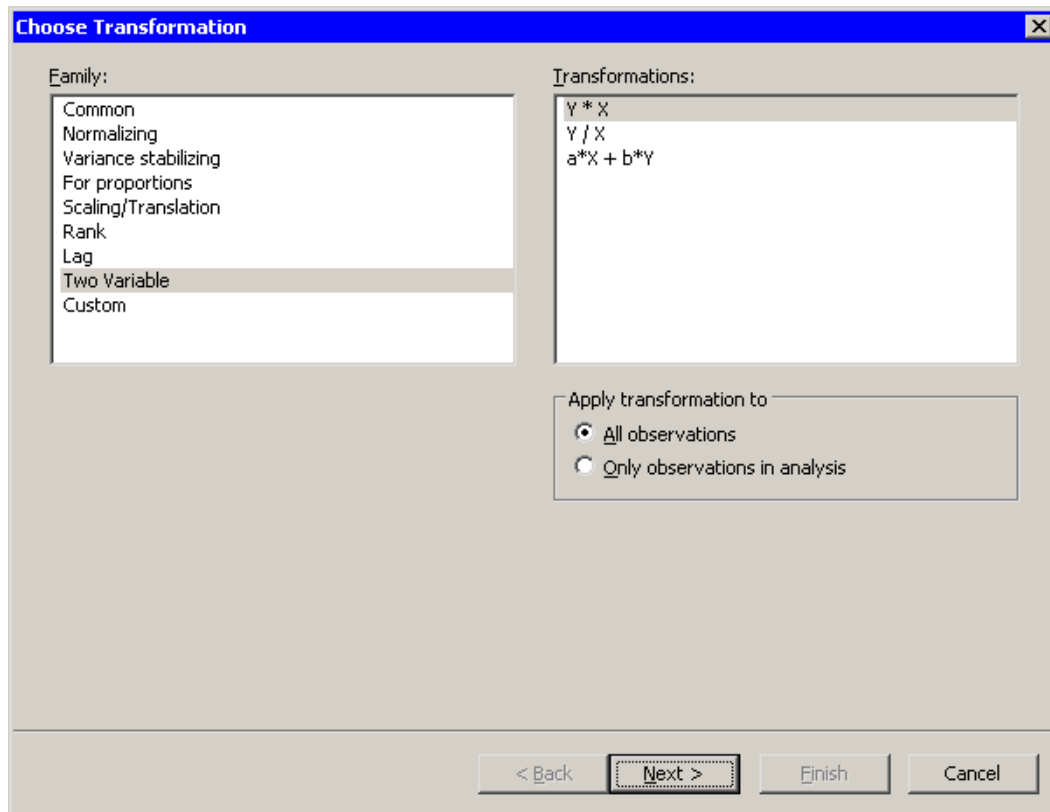 Choose Transformation
Family:
Common
Normalizing
Variance stabilizing
For proportions
Scaling/Translation
Rank
Lag
Two Variable
Custom
Transformations:
Y * X
Y / X
a*X + b*Y
Apply transformation to
All observations
Only observations in analysis
< Back
Next >
Finish
Cancel